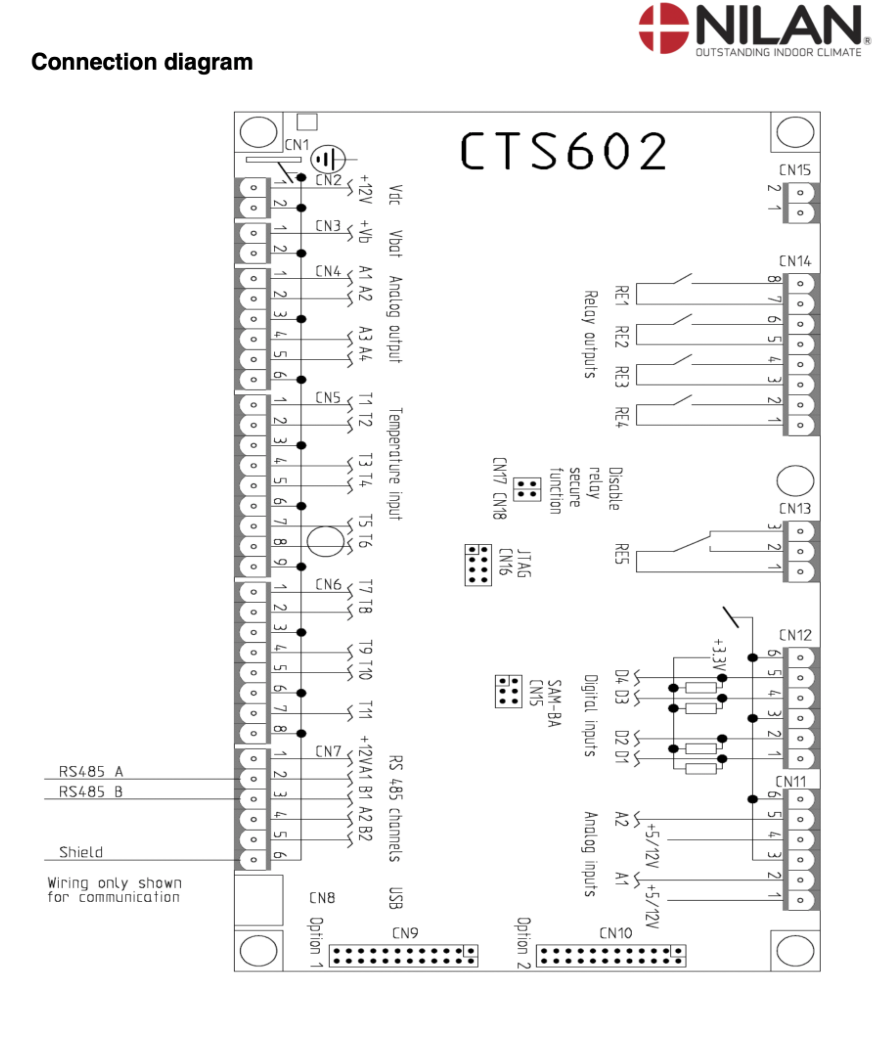 NILAN®
OUTSTANDING INDOOR CLIMATE
Connection diagram
CTS602
CN1
CN2
1
2
+12V
Vdc
CN3
1
2
+Vb
Vbat
CN4
1
2
3
4
5
6
A1 A2
A3 A4
Analog output
CN5
1
2
3
4
5
6
7
8
9
T1 T2
T3 T4
T5 T6
Temperature input
CN6
1
2
3
4
5
6
7
8
T7 T8
T9 T10
T11
CN7
1
2
3
4
5
6
+12VA1 B1 A2 B2
RS 485 channels
RS485 A
RS485 B
Shield
Wiring only shown
for communication
CN8
USB
Option 1
CN9
Option 2
CN10
CN15
2
1
CN14
8
7
6
5
4
3
2
1
RE1
RE2
RE3
RE4
Relay outputs
CN17 CN18
Disable
relay
secure
function
CN13
3
2
1
RE5
JTAG
CN16
SAM-BA
CN15
CN12
6
5
4
3
2
1
+3.3V
D4 D3
D2 D1
Digital inputs
CN11
6
5
4
3
2
1
A2
+5/12V
A1
+5/12V
Analog inputs